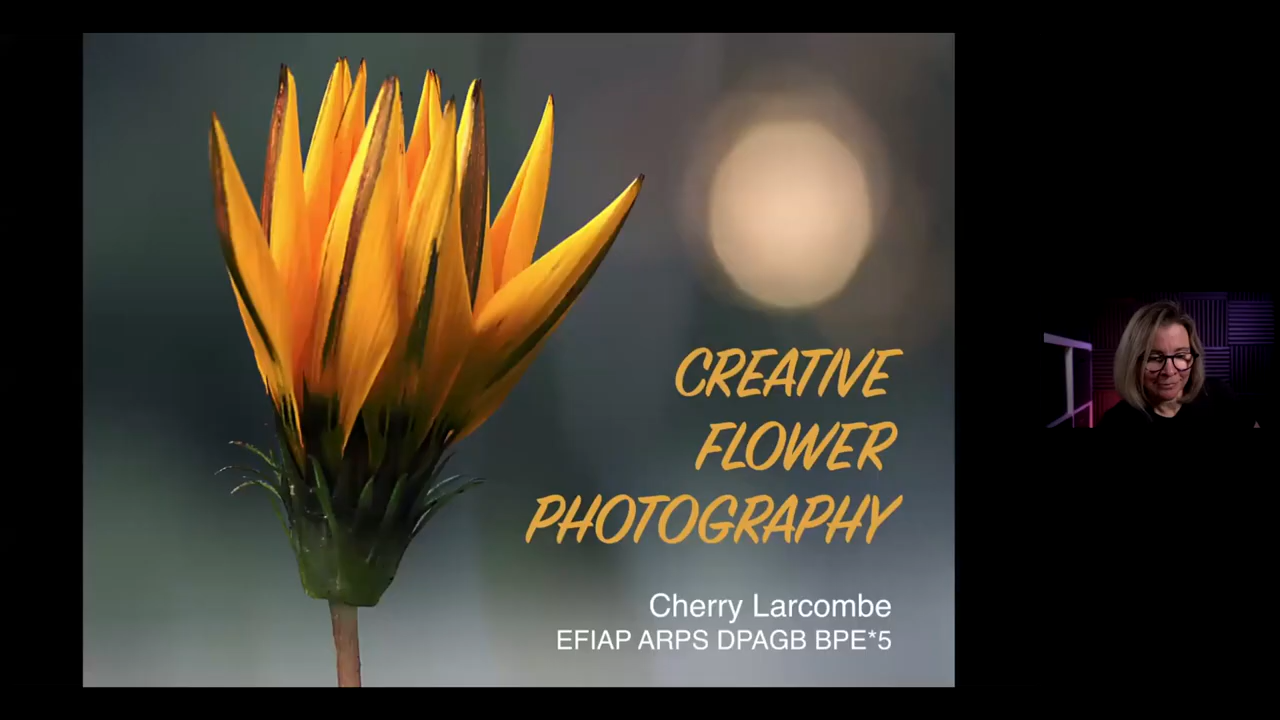 CREATIVE
FLOWER
PHOTOGRAPHY
Cherry Larcombe
EFIAP ARPS DPAGB BPE*5